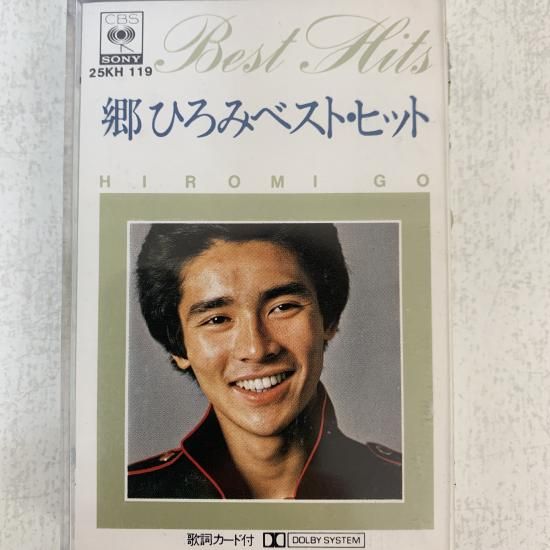 CBS
SONY
25KH 119
Best Hits
郷ひろみベスト・ヒット
HIROMI GO
歌詞カード付 DOLBY SYSTEM